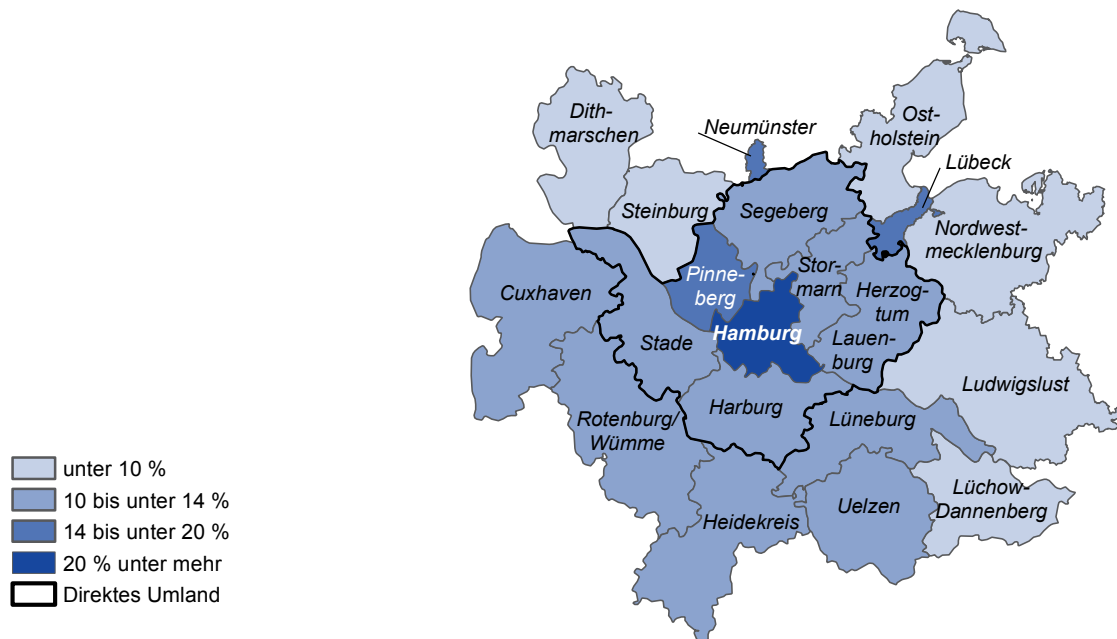 Dith-
marschen
Neumünster
Ost-
holstein
Lübeck
Steinburg
Segeberg
Nordwest-
mecklenburg
Pinne-
berg
Stor-
marn
Cuxhaven
Herzog-
tum
Lauen-
burg
Hamburg
Stade
Ludwigslust
Harburg
Rotenburg/
Wümme
Lüneburg
Lüchow-
Dannenberg
Uelzen
Heidekreis
unter 10 %
10 bis unter 14 %
14 bis unter 20 %
20 % unter mehr
Direktes Umland